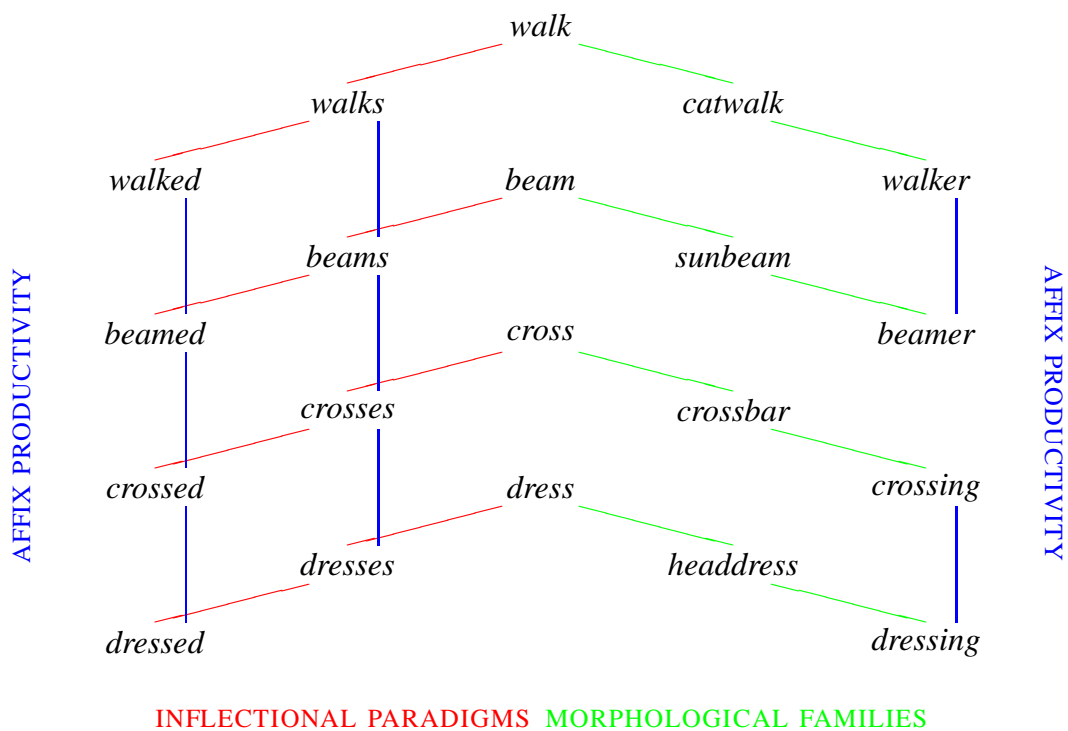 walk
walks catwalk
walked beam walker
beams sunbeam
beamed cross beamer
crosses crossbar
crossed dress crossing
dresses headdress
dressed dressing
AFFIX PRODUCTIVITY
AFFIX PRODUCTIVITY
INFLECTIONAL PARADIGMS MORPHOLOGICAL FAMILIES